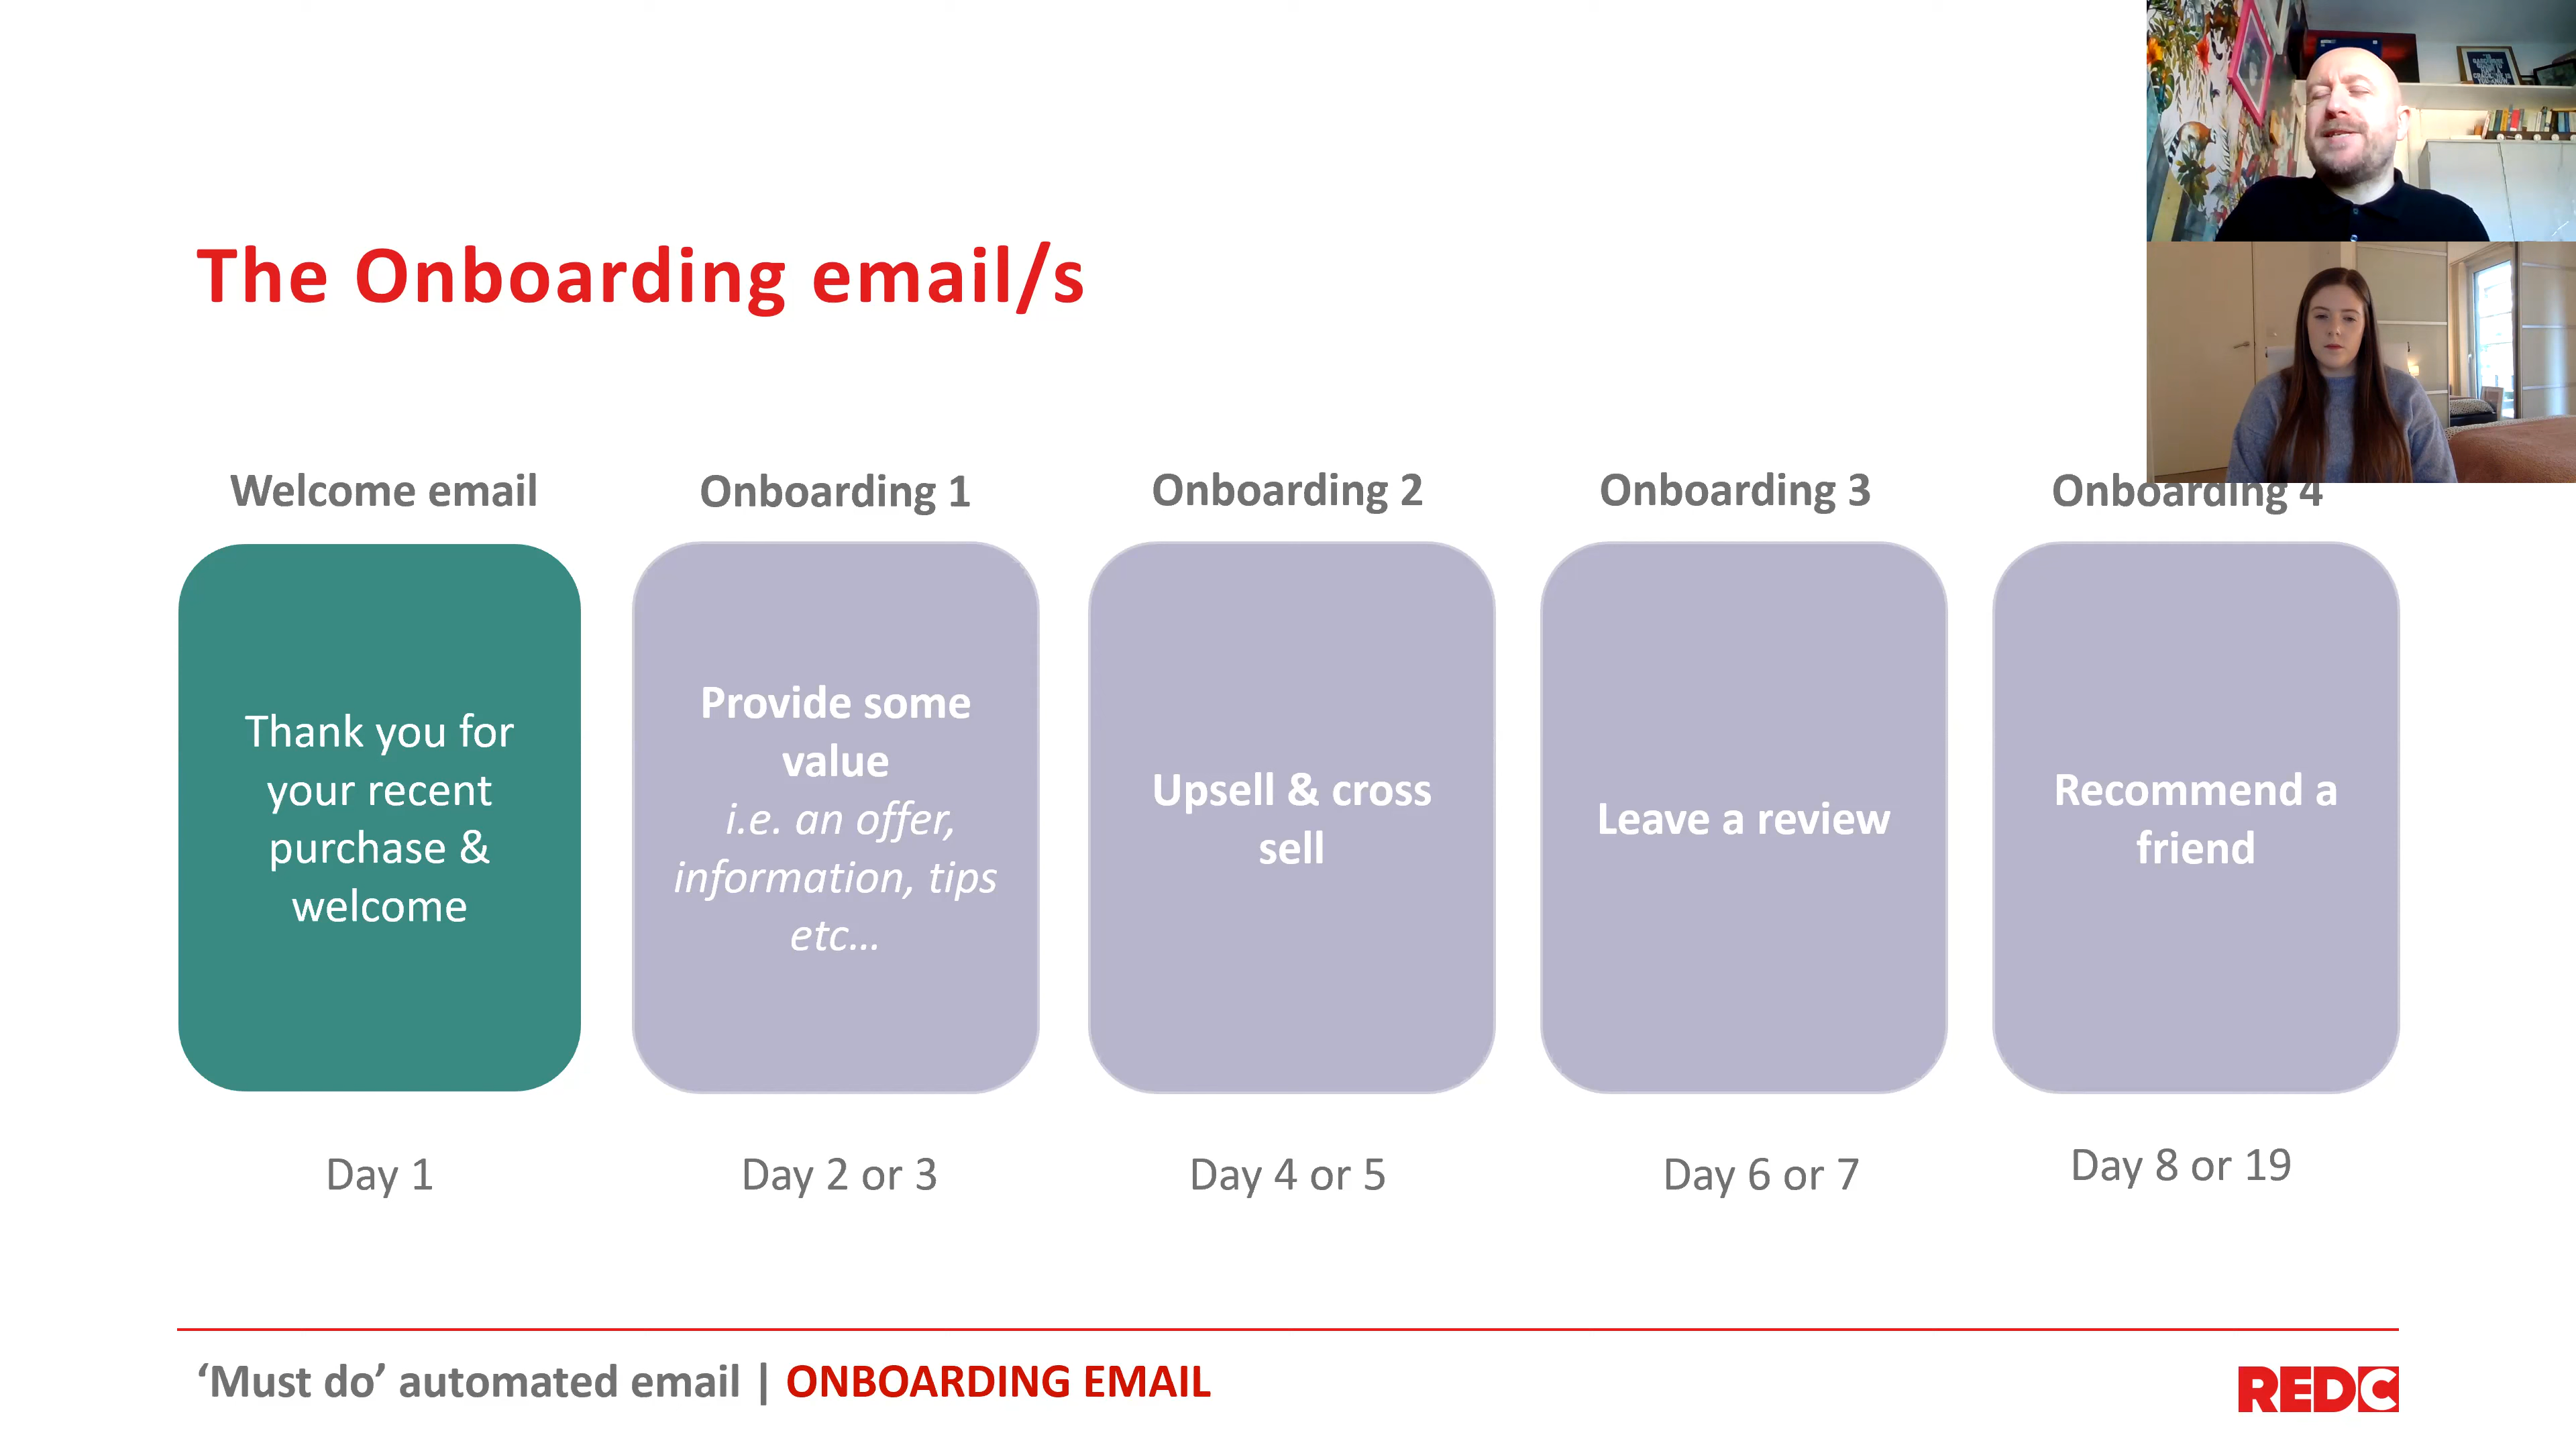 The Onboarding email/s
Welcome email
Onboarding 1
Onboarding 2
Onboarding 3
Onboarding 4
Thank you for
your recent
purchase &
welcome
Provide some
value
i.e. an offer,
information, tips
etc...
Upsell & cross
sell
Leave a review
Recommend a
friend
Day 1
Day 2 or 3
Day 4 or 5
Day 6 or 7
Day 8 or 19
‘Must do’ automated email | ONBOARDING EMAIL
REDC